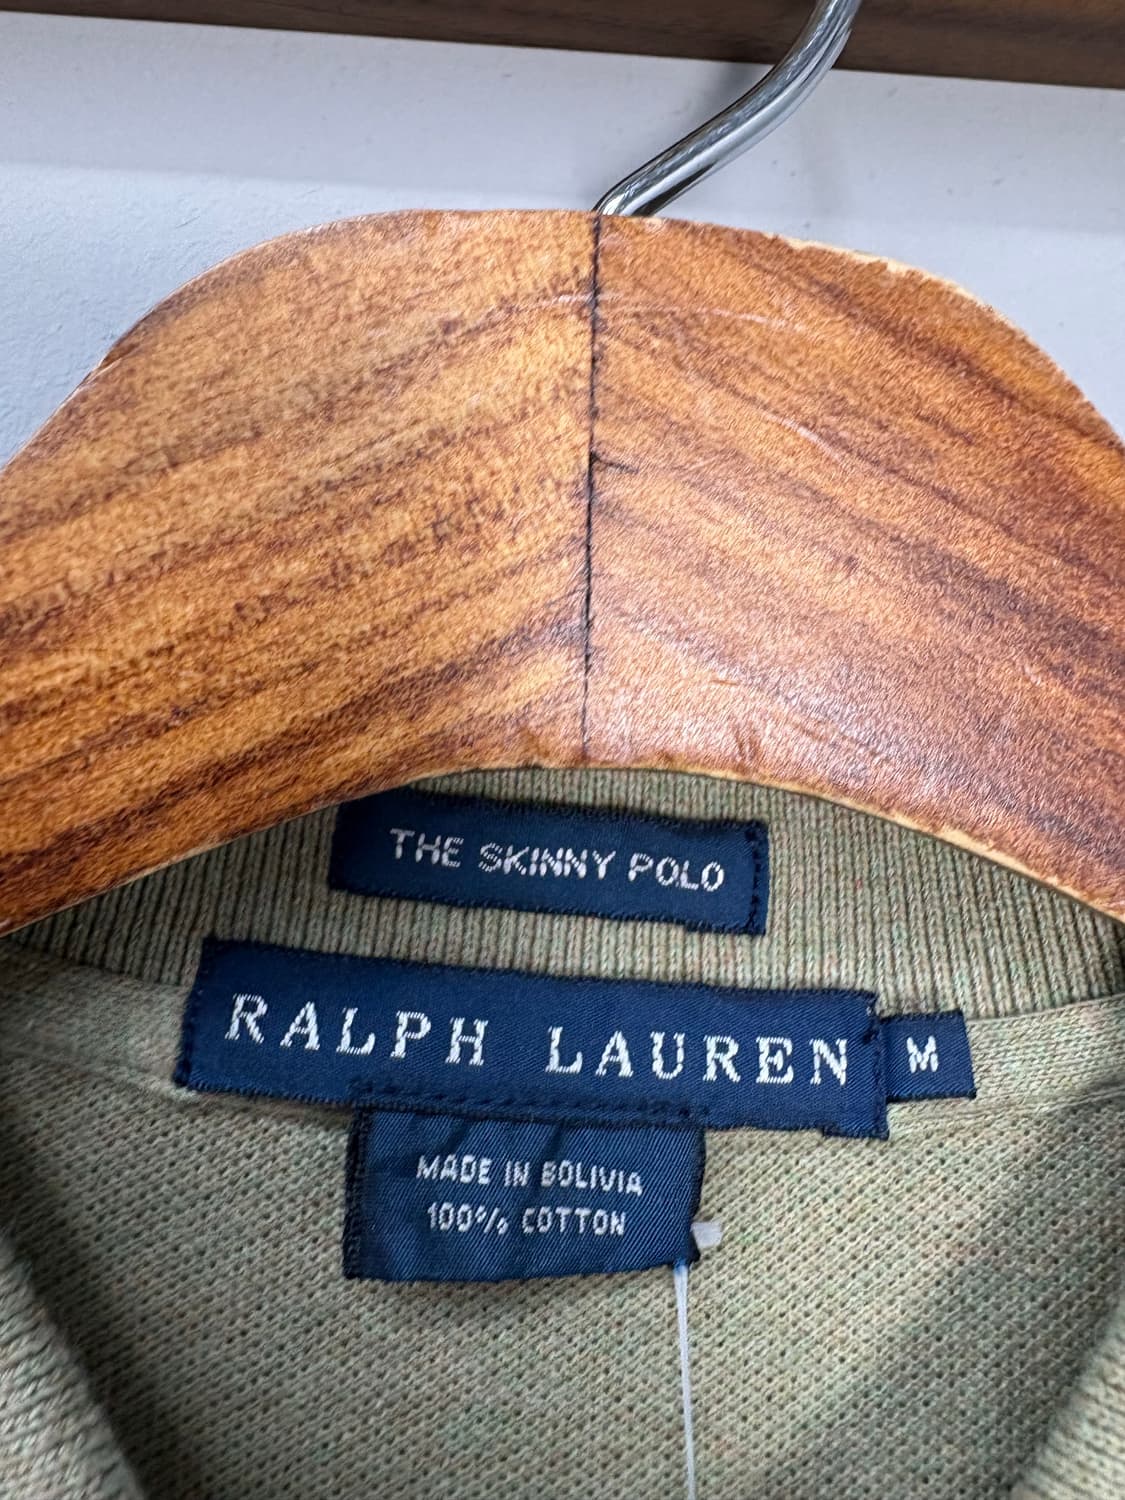 THE SKINNY POLO
RALPH LAUREN
M
MADE IN BOLIVIA
100% COTTON